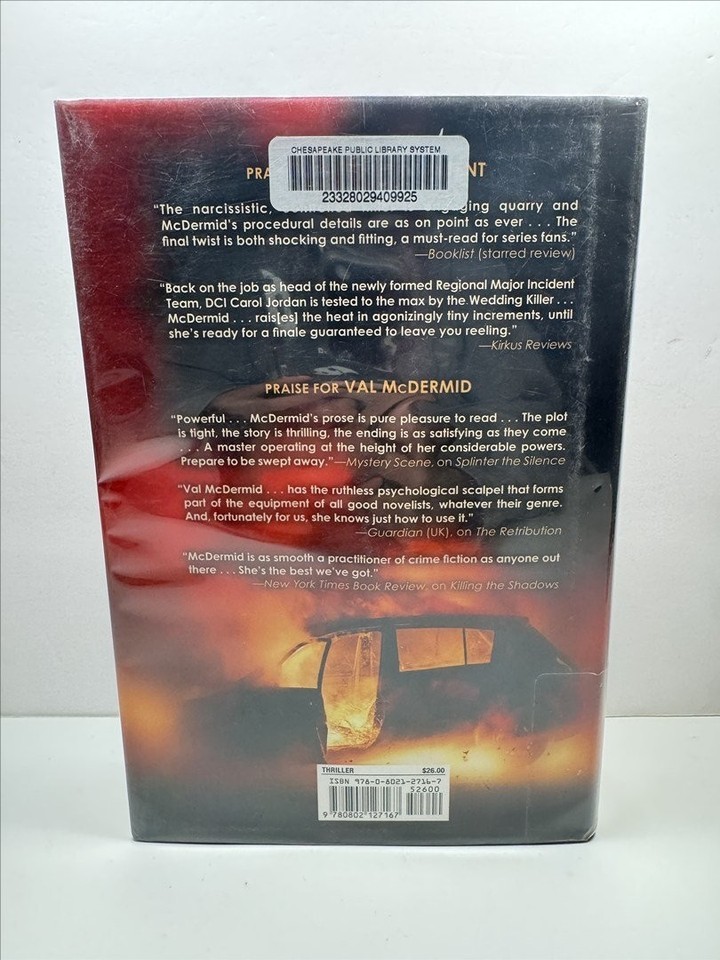 CHESAPEAKE PUBLIC LIBRARY SYSTEM
23328029409925
“The narcissistic, quarry and
McDermid’s procedural details are as on point as ever . . . The
final twist is both shocking and fitting, a must-read for series fans.”
—Booklist (starred review)
“Back on the job as head of the newly formed Regional Major Incident
Team, DCI Carol Jordan is tested to the max by the Wedding Killer . . .
McDermid . . . rais[es] the heat in agonizingly tiny increments, until
she’s ready for a finale guaranteed to leave you reeling.”
—Kirkus Reviews
PRAISE FOR VAL McDERMID
“Powerful . . . McDermid’s prose is pure pleasure to read . . . The plot
is tight, the story is thrilling, the ending is as satisfying as they come
. . . A master operating at the height of her considerable powers.
Prepare to be swept away.”—Mystery Scene, on Splinter the Silence
“Val McDermid . . . has the ruthless psychological scalpel that forms
part of the equipment of all good novelists, whatever their genre.
And, fortunately for us, she knows just how to use it.”
—Guardian (UK), on The Retribution
“McDermid is as smooth a practitioner of crime fiction as anyone out
there . . . She’s the best we’ve got.”
—New York Times Book Review, on Killing the Shadows
THRILLER $26.00
ISBN 978-0-8021-2716-7
52600
9 780802 127167